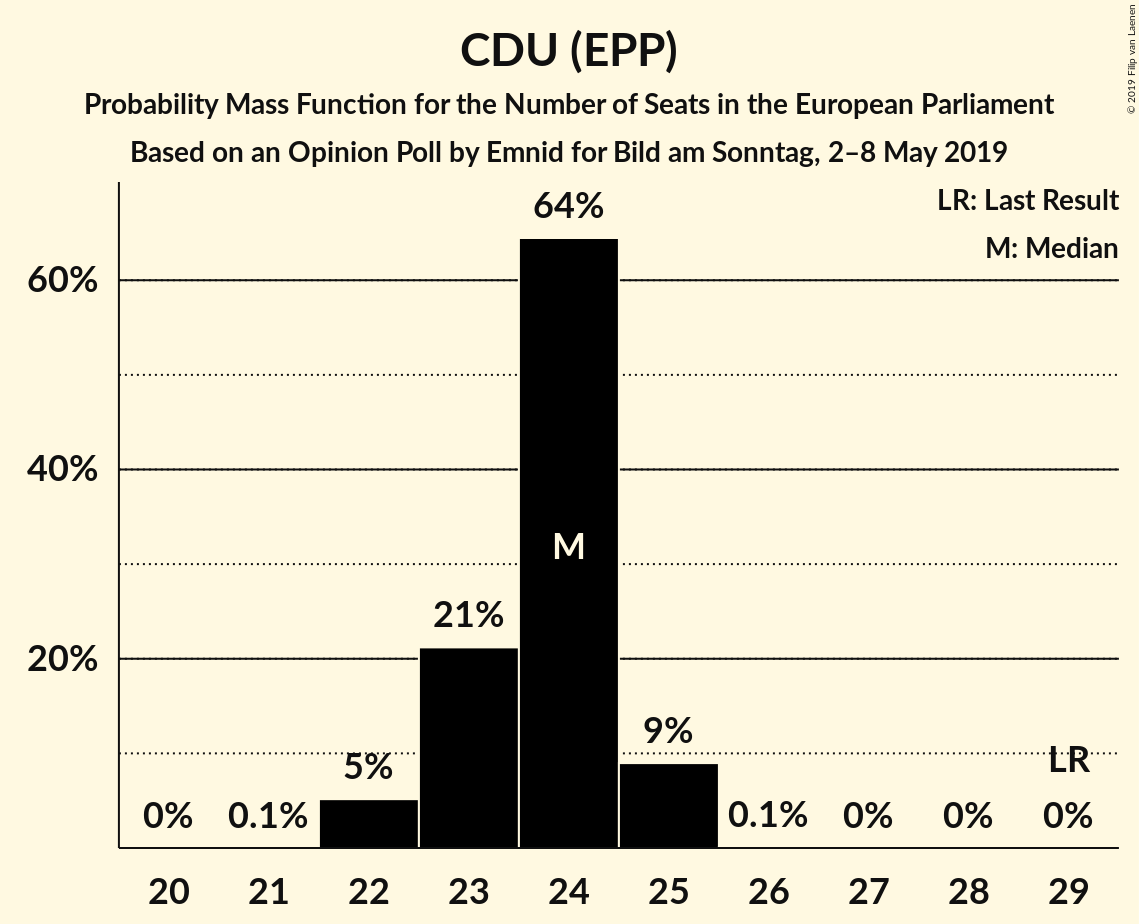 CDU (EPP)
Probability Mass Function for the Number of Seats in the European Parliament
Based on an Opinion Poll by Emnid for Bild am Sonntag, 2–8 May 2019
© 2019 Filip van Laenen
LR: Last Result
M: Median
64%
60%
40%
M
21%
20%
9%
5%
LR
0% 0.1% 0.1% 0% 0% 0%
20 21 22 23 24 25 26 27 28 29